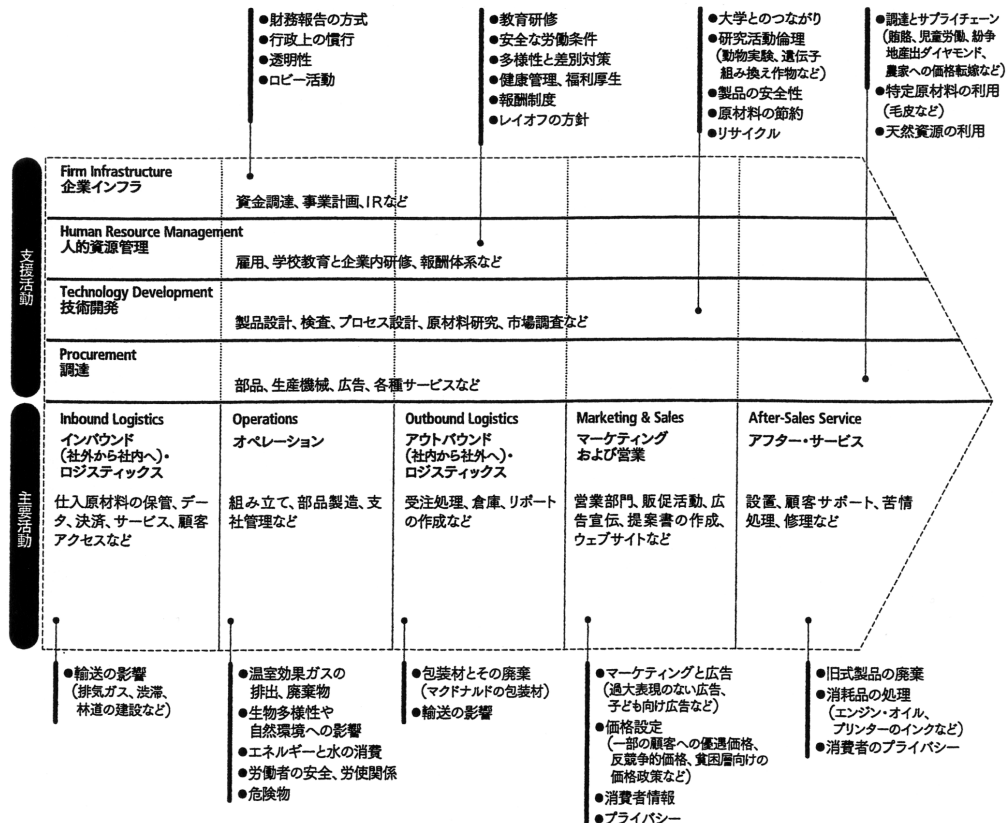 ●財務報告の方式
●行政上の慣行
●透明性
●ロビー活動
●教育研修
●安全な労働条件
●多様性と差別対策
●健康管理、福利厚生
●報酬制度
●レイオフの方針
●大学とのつながり
●研究活動倫理
(動物実験、遺伝子
組み換え作物など)
●製品の安全性
●原材料の節約
●リサイクル
●調達とサプライチェーン
(賄賂、児童労働、紛争
地産出ダイヤモンド、
農家への価格転嫁など)
●特定原材料の利用
(毛皮など)
●天然資源の利用
支援活動
Firm Infrastructure
企業インフラ
資金調達、事業計画、IRなど
Human Resource Management
人的資源管理
雇用、学校教育と企業内研修、報酬体系など
Technology Development
技術開発
製品設計、検査、プロセス設計、原材料研究、市場調査など
Procurement
調達
部品、生産機械、広告、各種サービスなど
主要活動
Inbound Logistics
インバウンド
(社外から社内へ)・
ロジスティックス
仕入原材料の保管、デー
タ、決済、サービス、顧客
アクセスなど
Operations
オペレーション
組み立て、部品製造、支
社管理など
Outbound Logistics
アウトバウンド
(社内から社外へ)・
ロジスティックス
受注処理、倉庫、リポート
の作成など
Marketing & Sales
マーケティング
および営業
営業部門、販促活動、広
告宣伝、提案書の作成、
ウェブサイトなど
After-Sales Service
アフター・サービス
設置、顧客サポート、苦情
処理、修理など
●輸送の影響
(排気ガス、渋滞、
林道の建設など)
●温室効果ガスの
排出、廃棄物
●生物多様性や
自然環境への影響
●エネルギーと水の消費
●労働者の安全、労使関係
●危険物
●包装材とその廃棄
(マクドナルドの包装材)
●輸送の影響
●マーケティングと広告
(過大表現のない広告、
子ども向け広告など)
●価格設定
(一部の顧客への優遇価格、
反競争的価格、貧困層向けの
価格政策など)
●消費者情報
●プライバシー
●旧式製品の廃棄
●消耗品の処理
(エンジン・オイル、
プリンターのインクなど)
●消費者のプライバシー